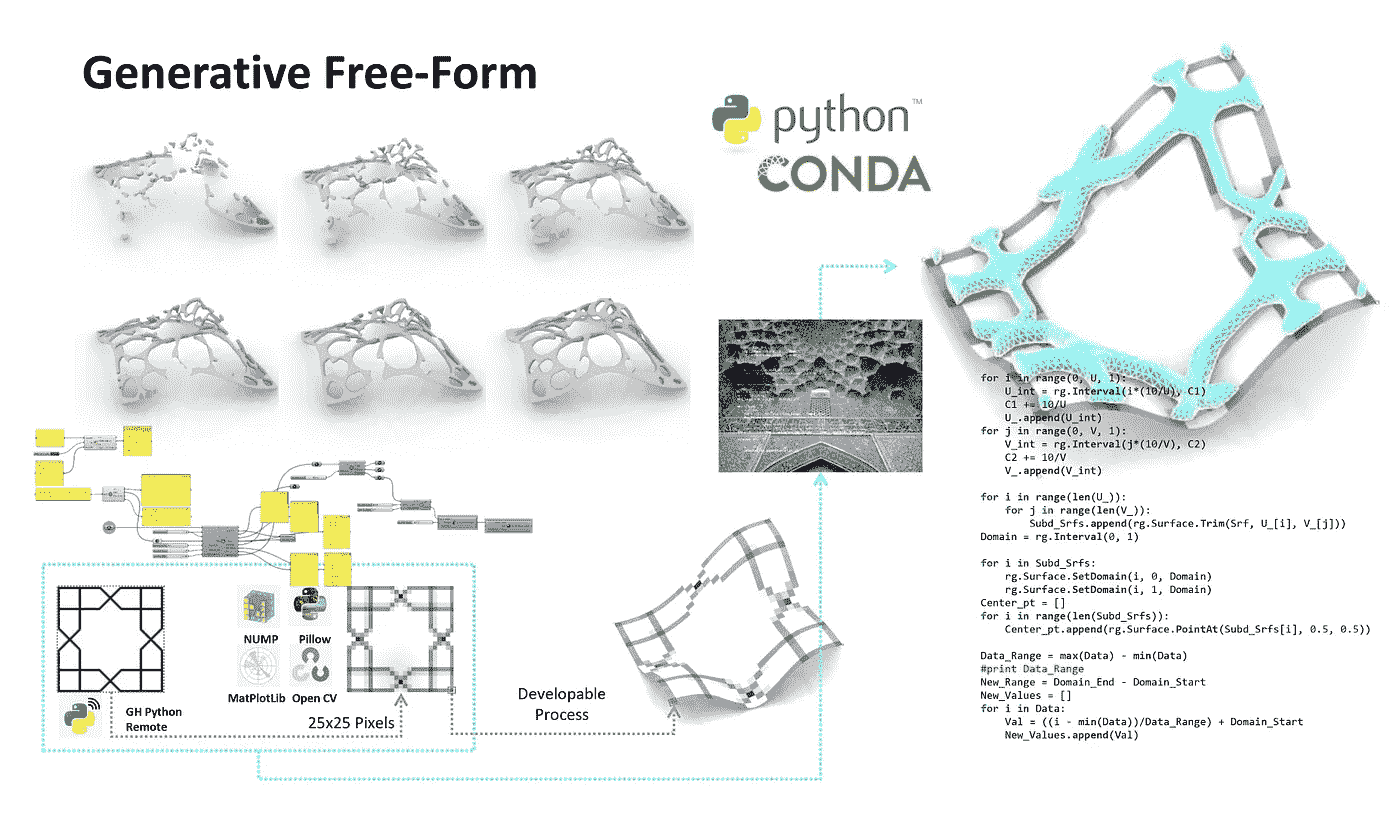 Generative Free-Form
python™
CONDA
for i in range(0, U, 1):
    U_int = rg.Interval(i*(10/U), C1)
    C1 += 10/U
    U_.append(U_int)
for j in range(0, V, 1):
    V_int = rg.Interval(j*(10/V), C2)
    C2 += 10/V
    V_.append(V_int)
for i in range(len(U_)):
    for j in range(len(V_)):
        Subd_Srfs.append(rg.Surface.Trim(Srf, U_[i], V_[j]))
Domain = rg.Interval(0, 1)
for i in Subd_Srfs:
    rg.Surface.SetDomain(i, 0, Domain)
    rg.Surface.SetDomain(i, 1, Domain)
Center_pt = []
for i in range(len(Subd_Srfs)):
    Center_pt.append(rg.Surface.PointAt(Subd_Srfs[i], 0.5, 0.5))
Data_Range = max(Data) - min(Data)
#print Data_Range
New_Range = Domain_End - Domain_Start
New_Values = []
for i in Data:
    Val = ((i - min(Data))/Data_Range) + Domain_Start
    New_Values.append(Val)
NUMP
Pillow
MatPlotLib
Open CV
GH Python
Remote
25x25 Pixels
Developable
Process